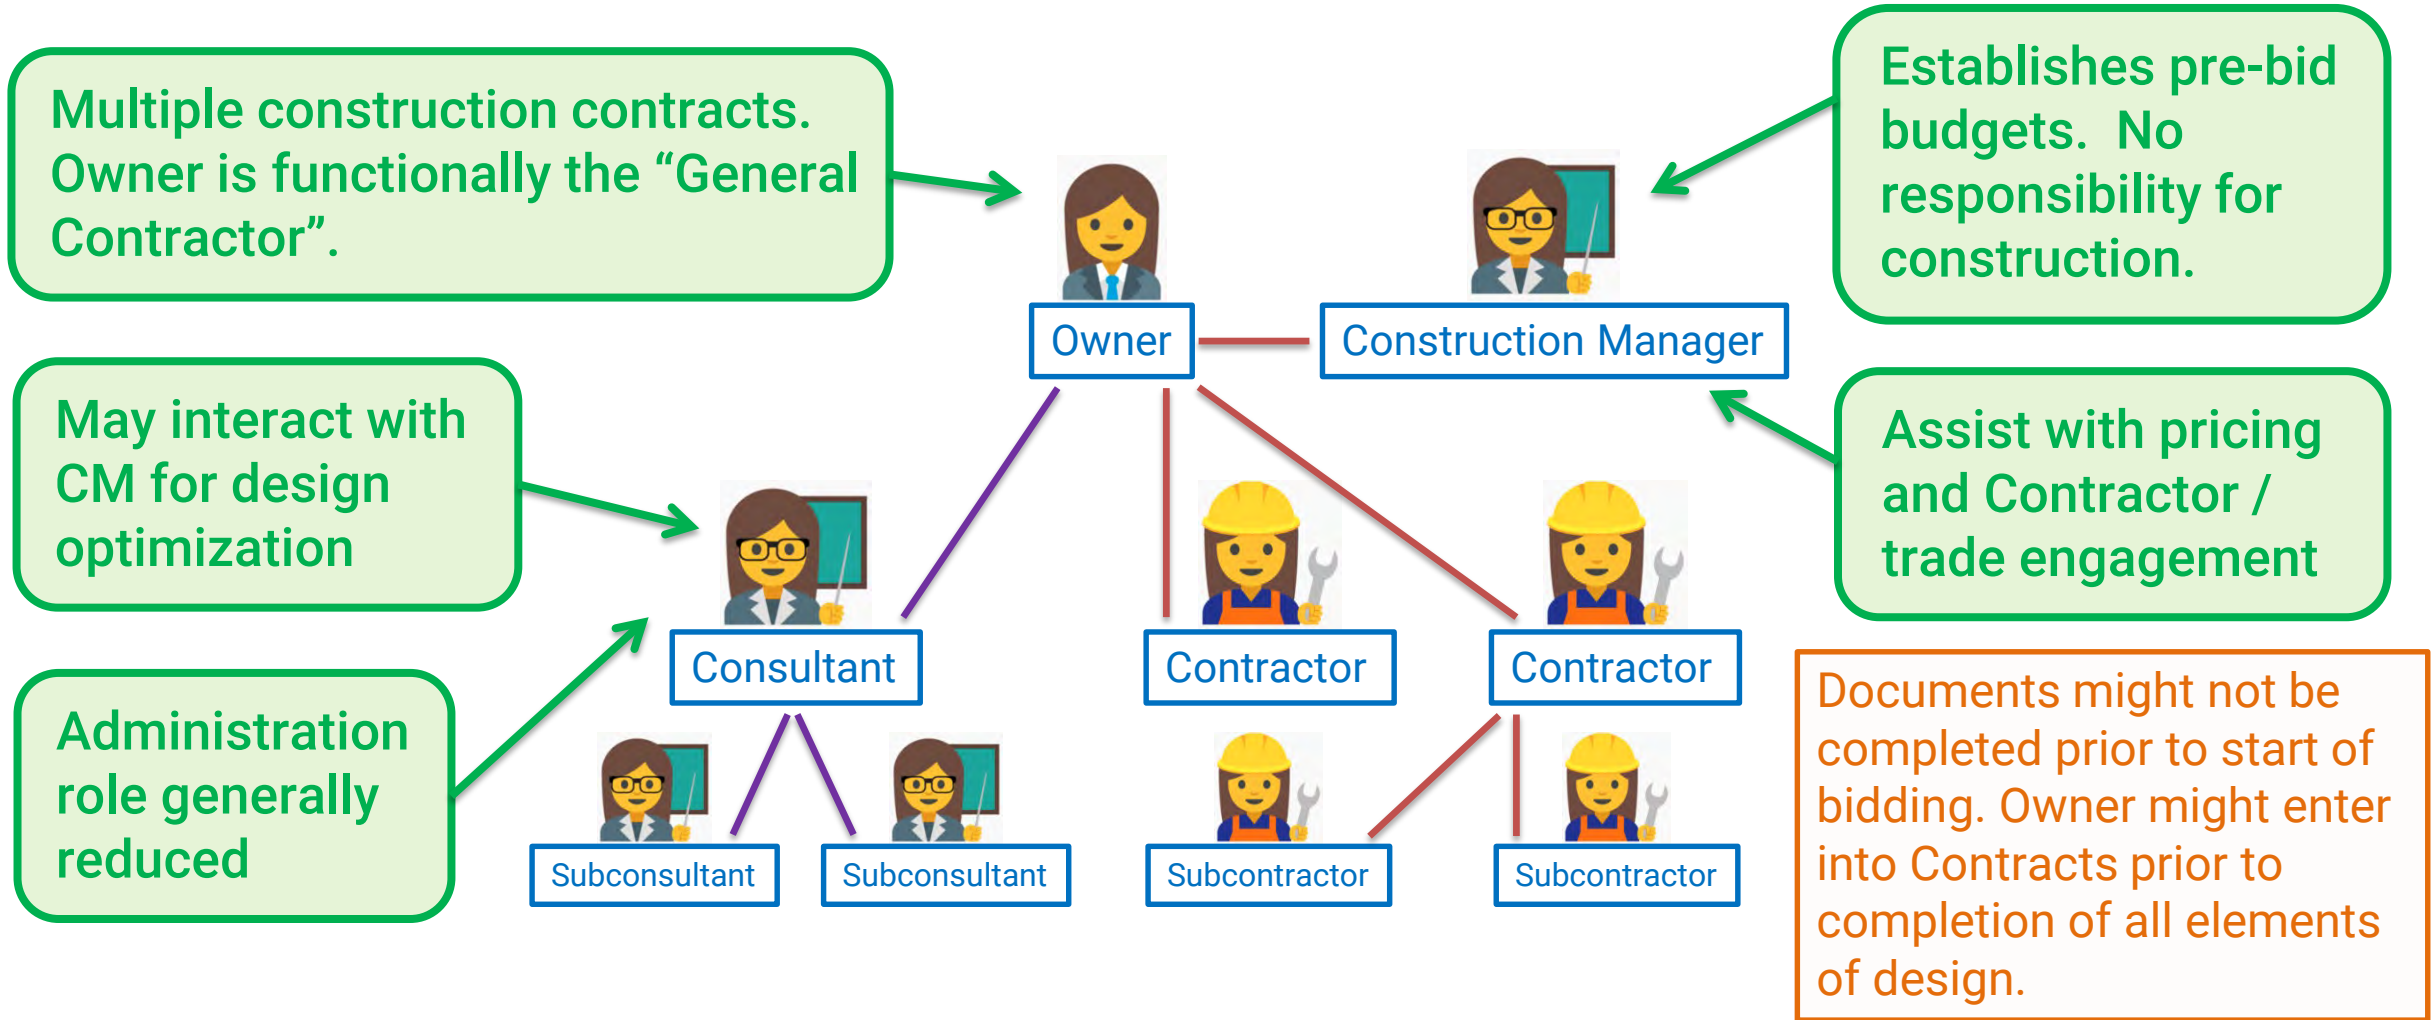 Multiple construction contracts.
Owner is functionally the “General
Contractor”.
Establishes pre-bid
budgets.  No
responsibility for
construction.
Owner
Construction Manager
May interact with
CM for design
optimization
Assist with pricing
and Contractor /
trade engagement
Consultant
Contractor
Contractor
Administration
role generally
reduced
Documents might not be
completed prior to start of
bidding. Owner might enter
into Contracts prior to
completion of all elements
of design.
Subconsultant
Subconsultant
Subcontractor
Subcontractor